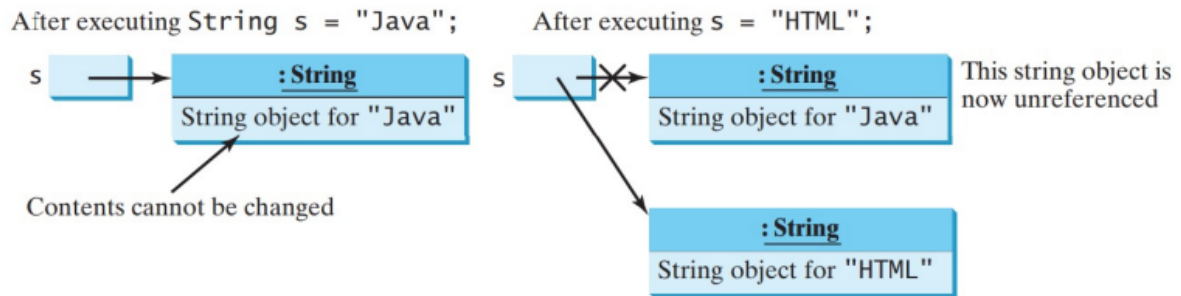 After executing String s = "Java";
s
: String
String object for "Java"
Contents cannot be changed
After executing s = "HTML";
s
: String
String object for "Java"
This string object is
now unreferenced
: String
String object for "HTML"